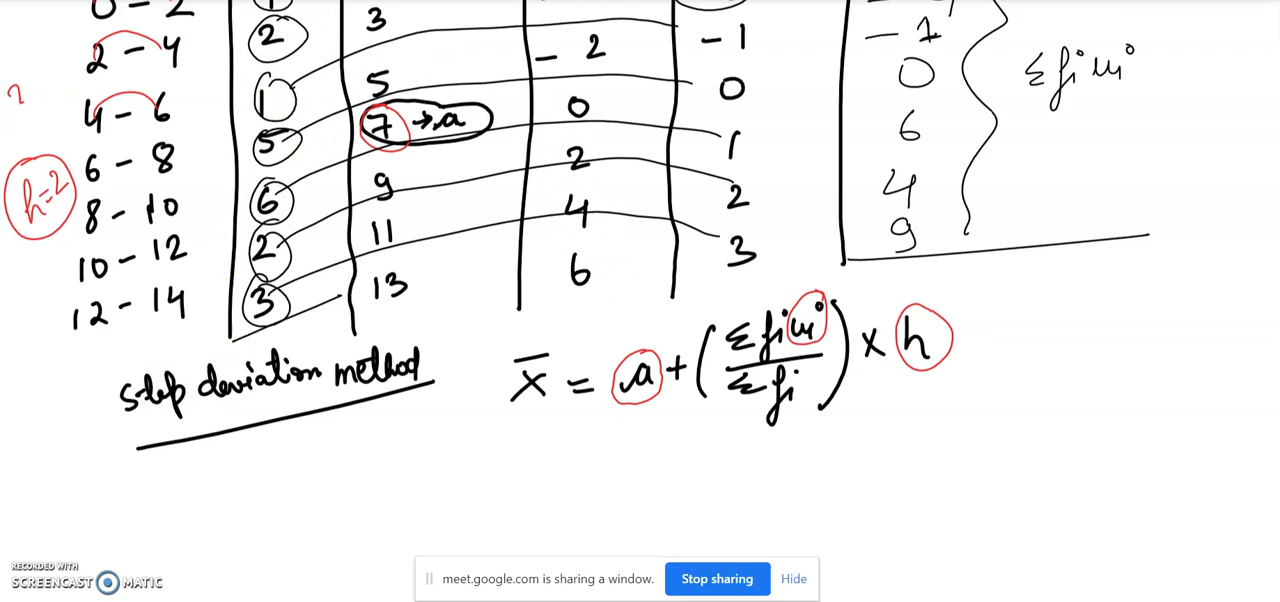 0 - 2
2 - 4 2 3 - 2 - 1 - 1
4 - 6 1 5 0 0 0 Σfiui
6 - 8 5 7 → a 2 1 6
h=2
8 - 10 6 9 4 2 4
10 - 12 2 11 6 3 9
12 - 14 3 13
step deviation method x̄ = a + (Σfiui / Σfi) × h
RECORDED WITH
SCREENCAST MATIC
meet.google.com is sharing a window. Stop sharing Hide